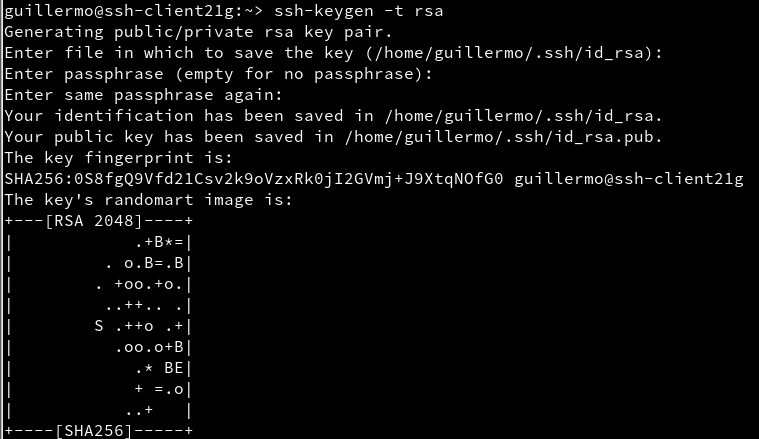 guillermo@ssh-client21g:~> ssh-keygen -t rsa
Generating public/private rsa key pair.
Enter file in which to save the key (/home/guillermo/.ssh/id_rsa):
Enter passphrase (empty for no passphrase):
Enter same passphrase again:
Your identification has been saved in /home/guillermo/.ssh/id_rsa.
Your public key has been saved in /home/guillermo/.ssh/id_rsa.pub.
The key fingerprint is:
SHA256:0S8fgQ9Vfd21Csv2k9oVzxRk0jI2GVmj+J9XtqNOfG0 guillermo@ssh-client21g
The key's randomart image is:
+---[RSA 2048]----+
|            .+B*=|
|         . o.B=.B|
|        . +oo.+o.|
|         ..++.. .|
|        S .++o .+|
|          .oo.o+B|
|            .* BE|
|            + =.o|
|           ..+   |
+----[SHA256]-----+